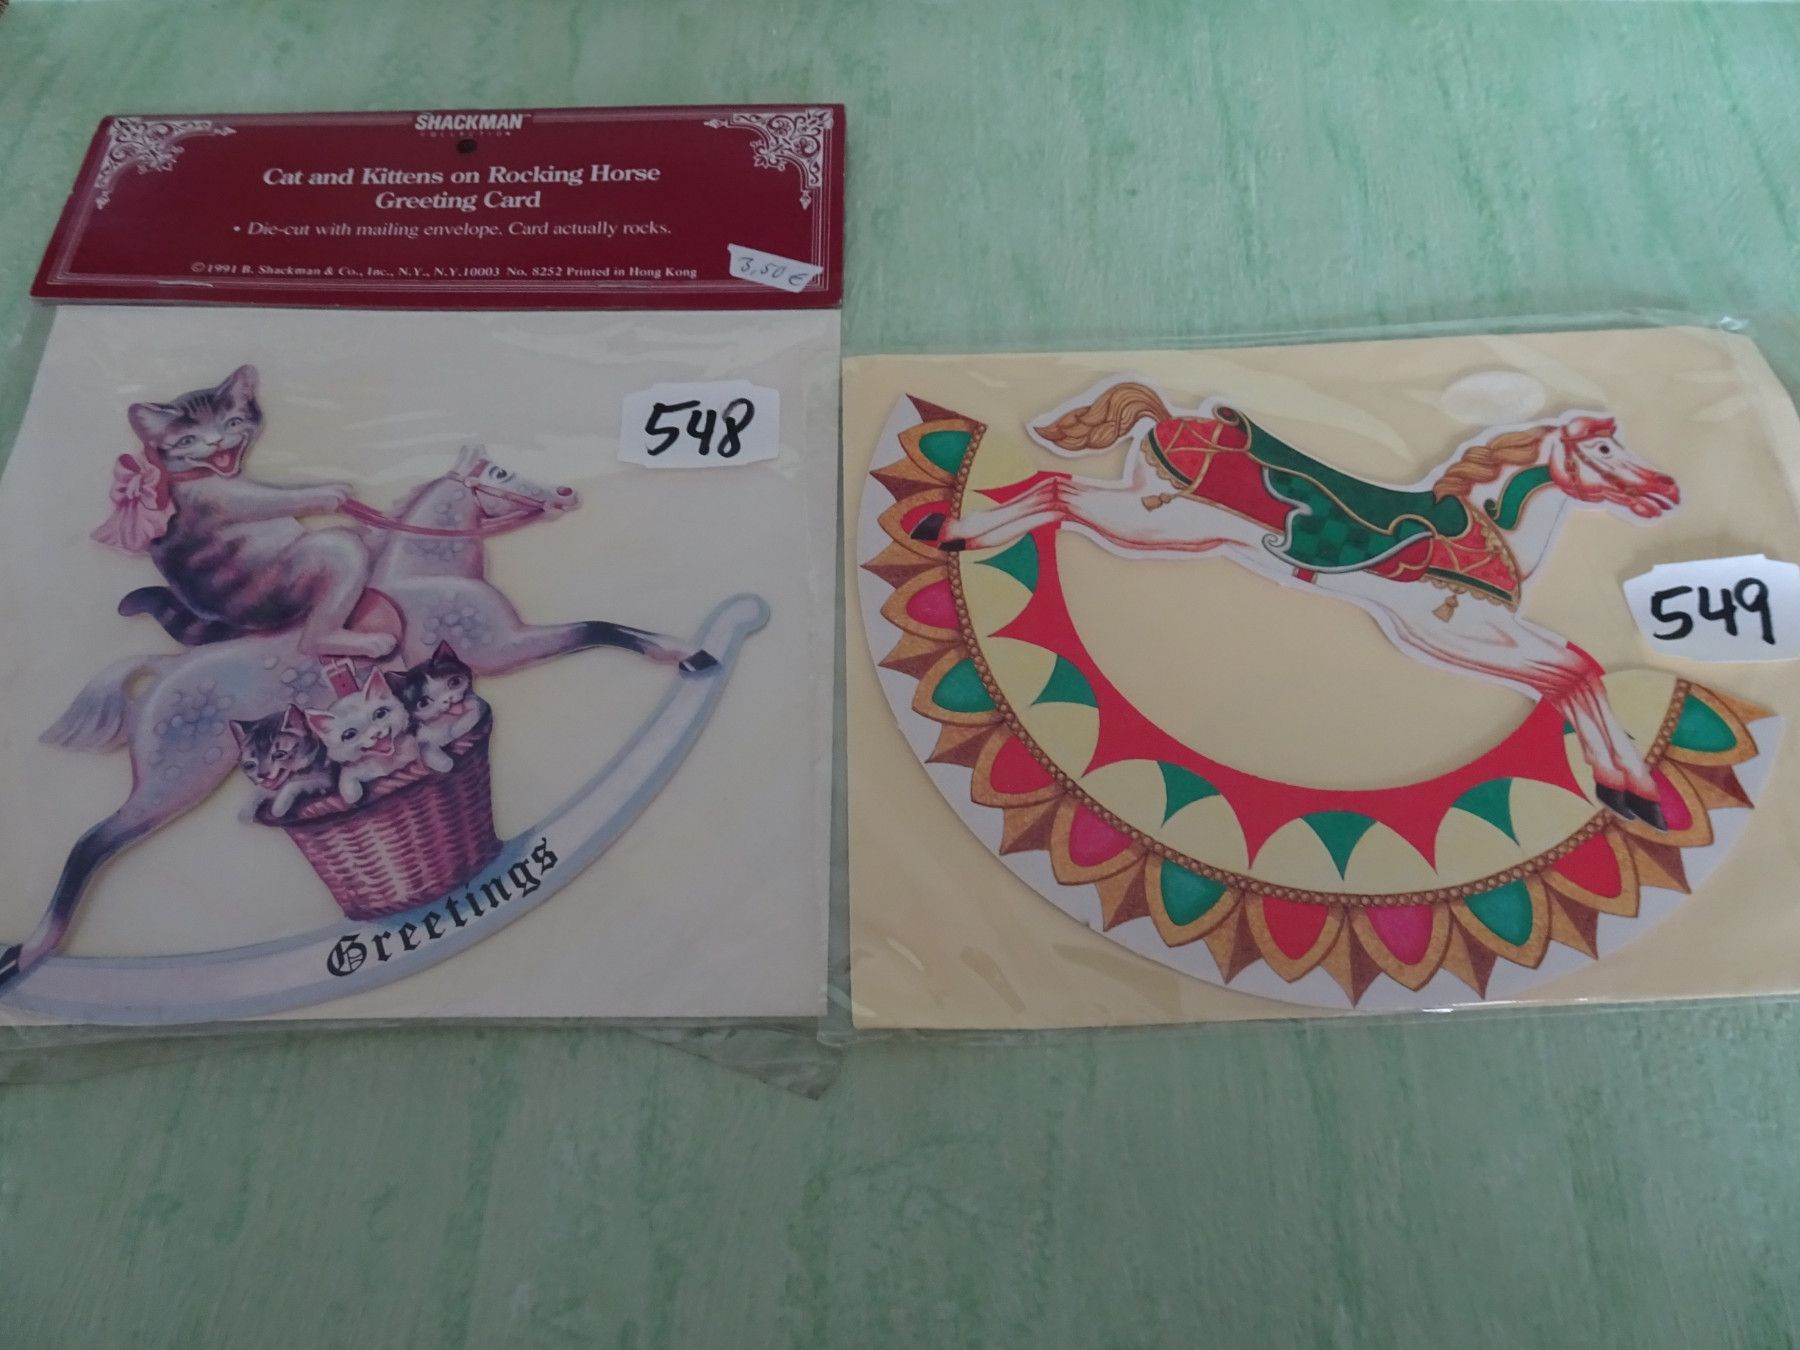 SHACKMAN
COLLECTION
Cat and Kittens on Rocking Horse
Greeting Card
• Die-cut with mailing envelope. Card actually rocks.
©1991 B. Shackman & Co., Inc., N.Y., N.Y.10003 No. 8252 Printed in Hong Kong
3,50 €
548
Greetings
549